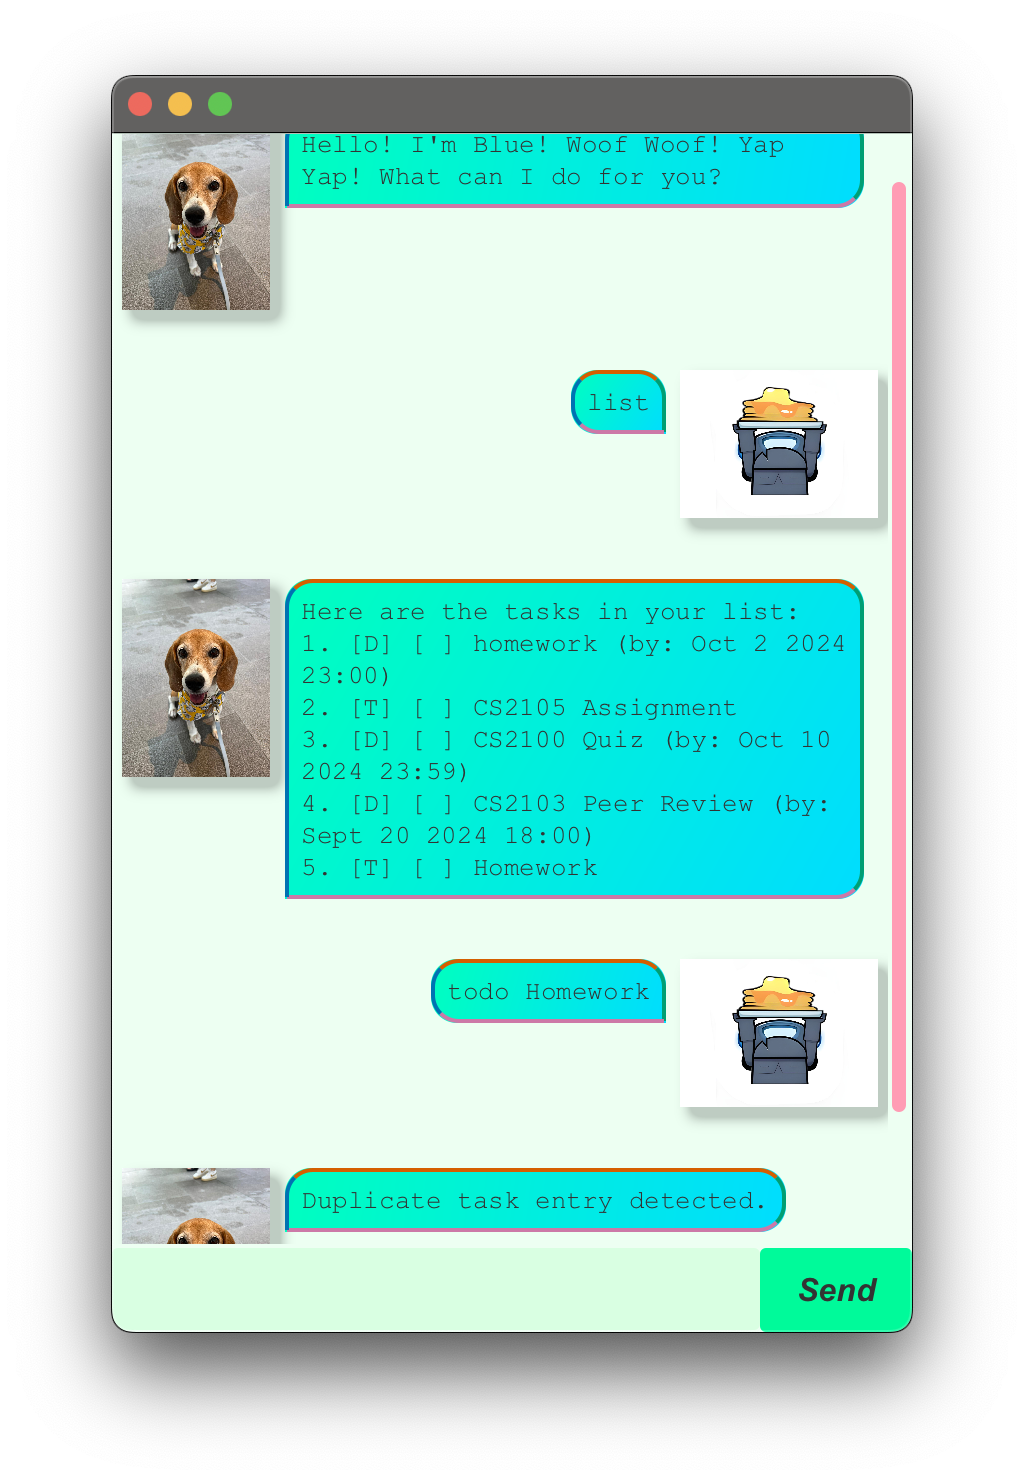 Hello! I'm Blue! Woof Woof! Yap
Yap! What can I do for you?
list
Here are the tasks in your list:
1. [D] [ ] homework (by: Oct 2 2024
23:00)
2. [T] [ ] CS2105 Assignment
3. [D] [ ] CS2100 Quiz (by: Oct 10
2024 23:59)
4. [D] [ ] CS2103 Peer Review (by:
Sept 20 2024 18:00)
5. [T] [ ] Homework
todo Homework
Duplicate task entry detected.
Send